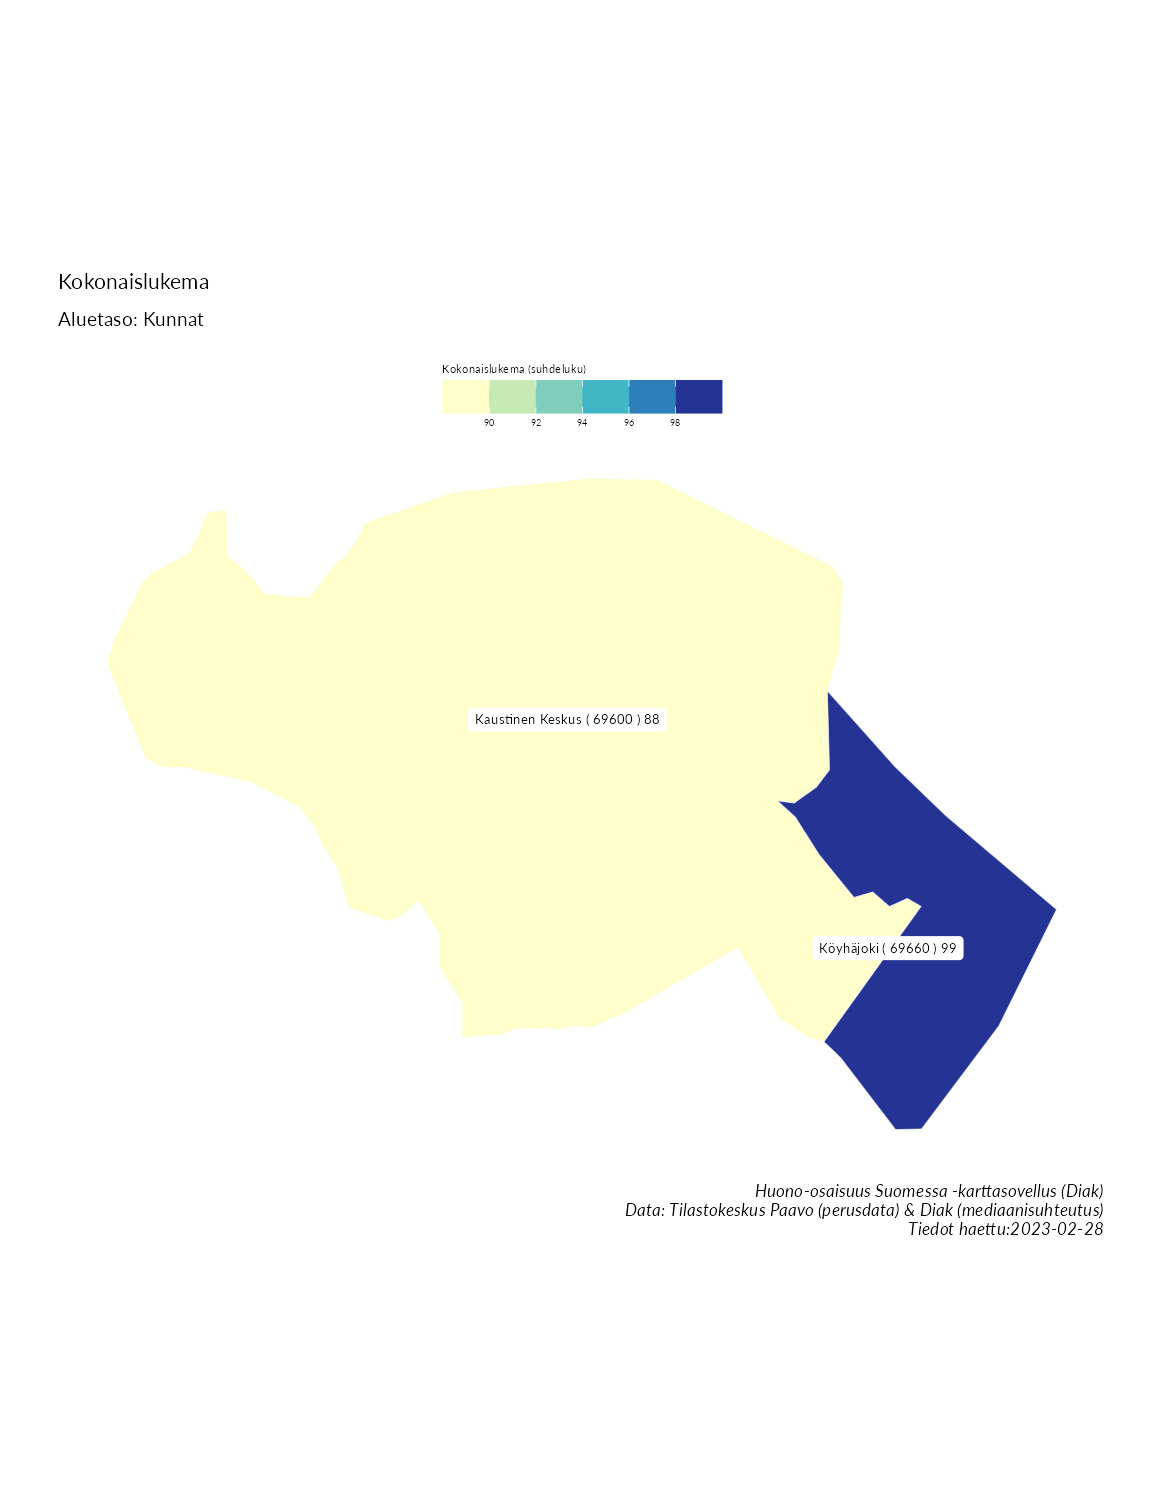 Kokonaislukema
Aluetaso: Kunnat
Kokonaislukema (suhdeluku)
90 92 94 96 98
Kaustinen Keskus ( 69600 ) 88
Köyhäjoki ( 69660 ) 99
Huono-osaisuus Suomessa -karttasovellus (Diak)
Data: Tilastokeskus Paavo (perusdata) & Diak (mediaanisuhteutus)
Tiedot haettu:2023-02-28